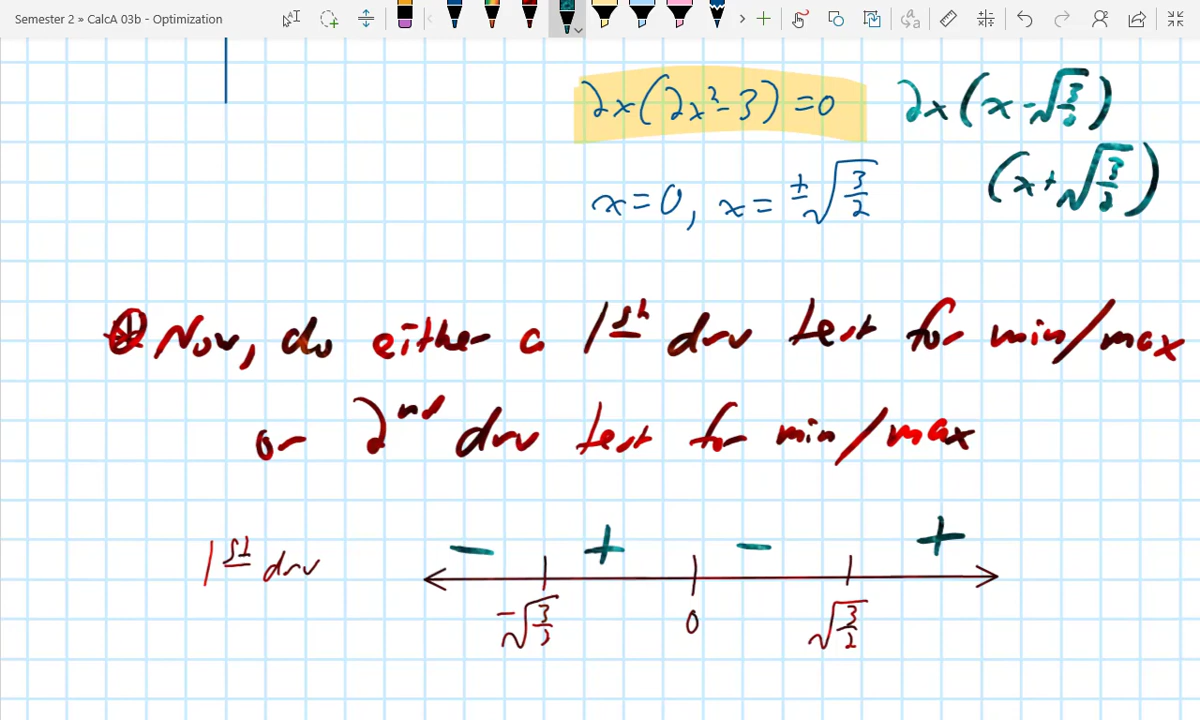 Semester 2 » CalcA 03b - Optimization
2x(2x²-3)=0
2x(x-√3/2)
(x+√3/2)
x=0, x=±√3/2
④ Now, do either a 1st drv test for min/max
or 2nd drv test for min/max
1st drv
- + - +
-√3/2 0 √3/2